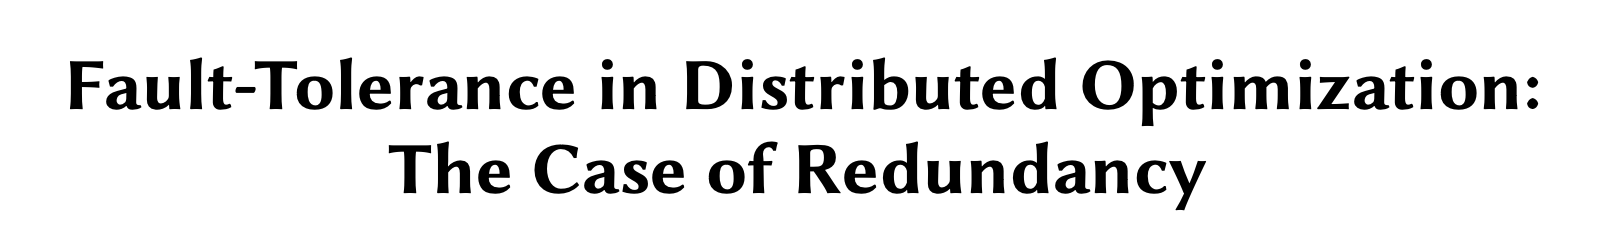 Fault-Tolerance in Distributed Optimization:
The Case of Redundancy